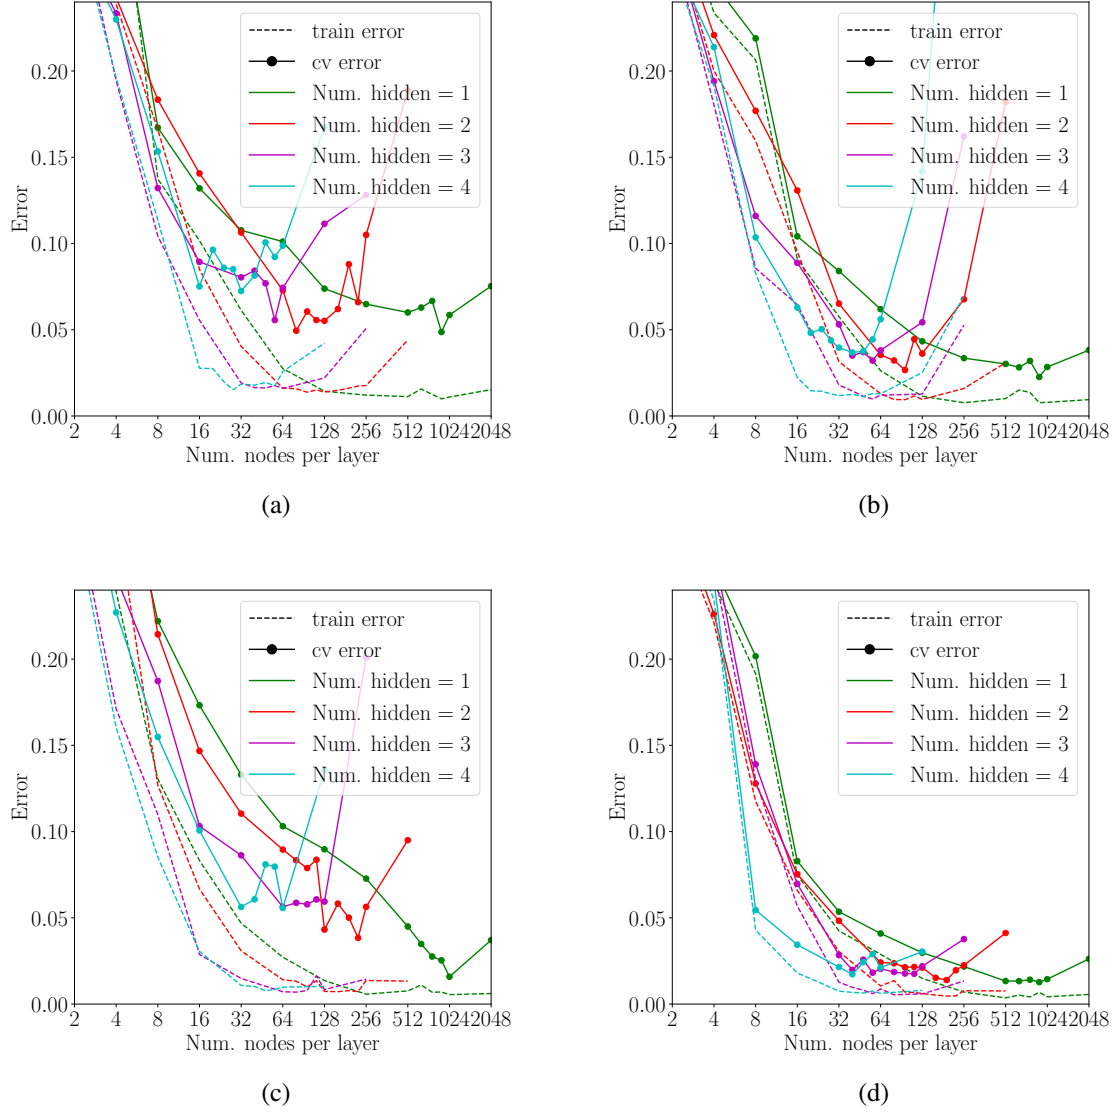 train error
cv error
Num. hidden = 1
Num. hidden = 2
Num. hidden = 3
Num. hidden = 4
0.20
0.15
0.10
0.05
0.00
Error
2 4 8 16 32 64 128 256 512 1024 2048
Num. nodes per layer
(a)
train error
cv error
Num. hidden = 1
Num. hidden = 2
Num. hidden = 3
Num. hidden = 4
0.20
0.15
0.10
0.05
0.00
Error
2 4 8 16 32 64 128 256 512 1024 2048
Num. nodes per layer
(b)
train error
cv error
Num. hidden = 1
Num. hidden = 2
Num. hidden = 3
Num. hidden = 4
0.20
0.15
0.10
0.05
0.00
Error
2 4 8 16 32 64 128 256 512 1024 2048
Num. nodes per layer
(c)
train error
cv error
Num. hidden = 1
Num. hidden = 2
Num. hidden = 3
Num. hidden = 4
0.20
0.15
0.10
0.05
0.00
Error
2 4 8 16 32 64 128 256 512 1024 2048
Num. nodes per layer
(d)